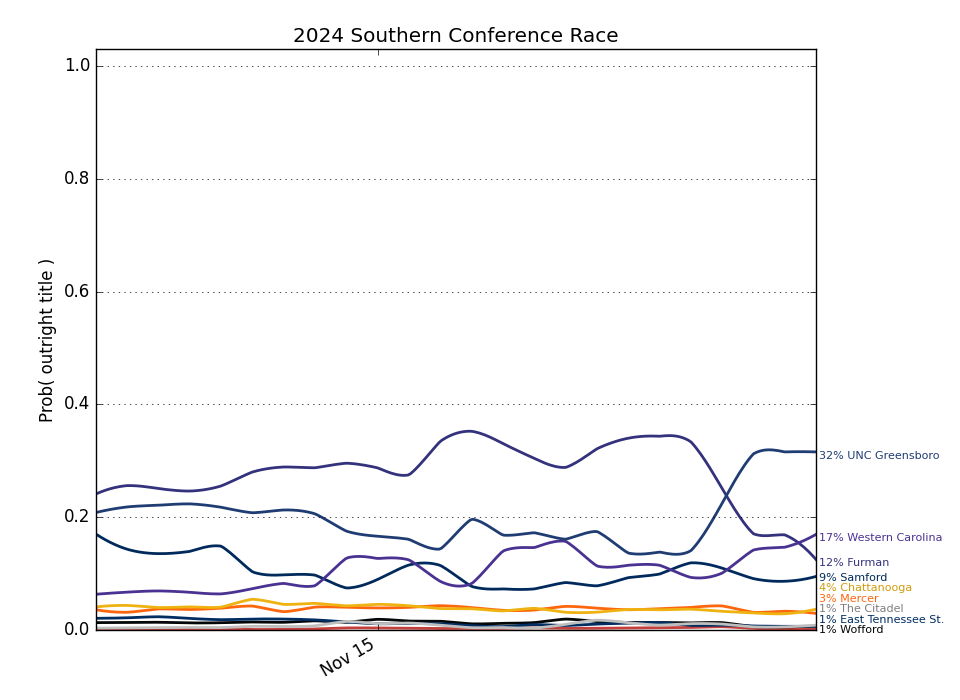 2024 Southern Conference Race
Prob( outright title )
1.0
0.8
0.6
0.4
0.2
0.0
Nov 15
32% UNC Greensboro
17% Western Carolina
12% Furman
9% Samford
4% Chattanooga
3% Mercer
1% The Citadel
1% East Tennessee St.
1% Wofford